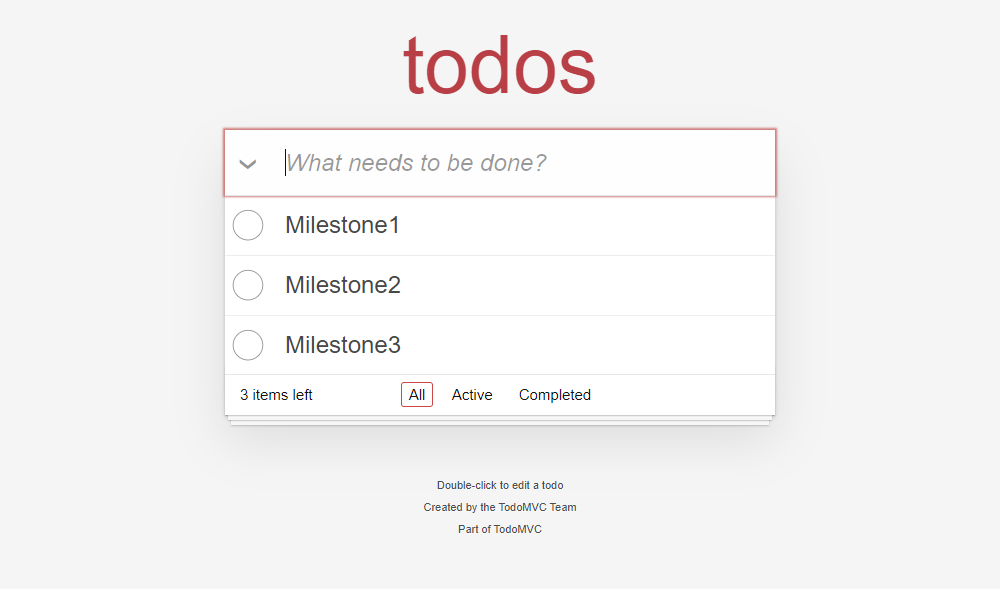 todos
What needs to be done?
Milestone1
Milestone2
Milestone3
3 items left All Active Completed
Double-click to edit a todo
Created by the TodoMVC Team
Part of TodoMVC